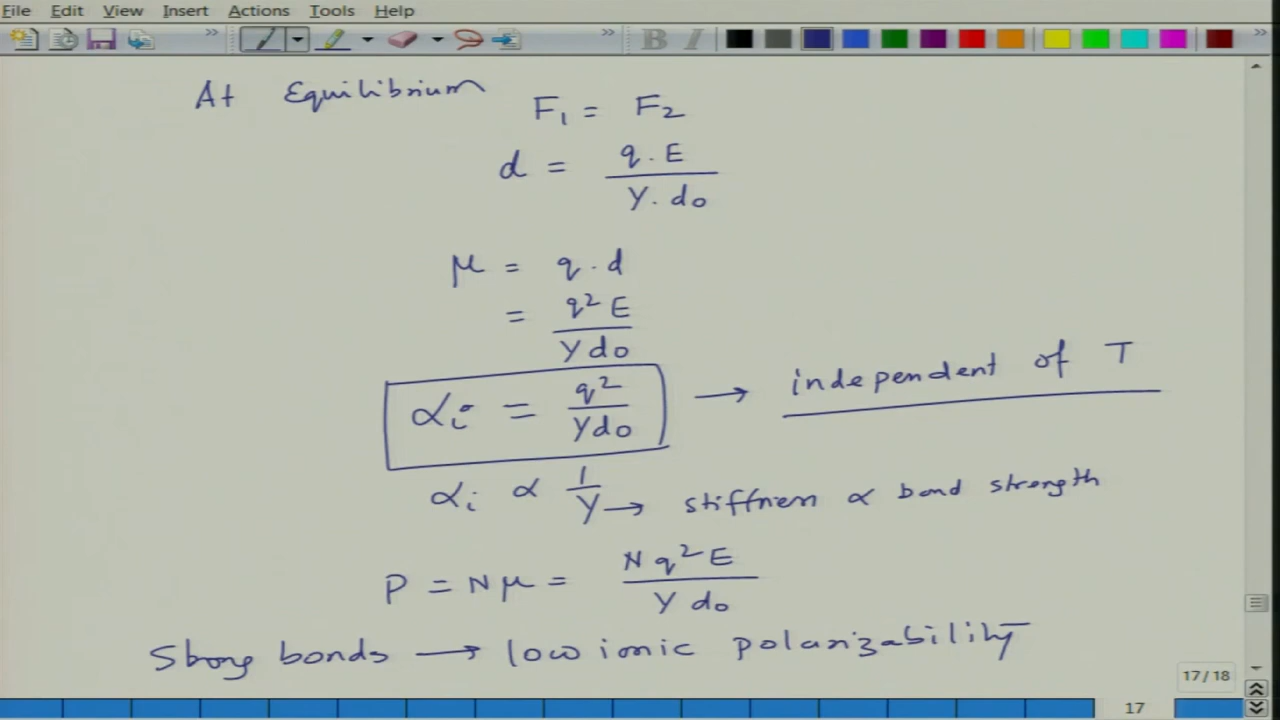 File Edit View Insert Actions Tools Help
At Equilibrium
F₁ = F₂
d = q.E / Y.d₀
μ = q.d
= q²E / Yd₀
αᵢ = q² / Yd₀ → independent of T
αᵢ ∝ 1/Y → stiffness ∝ bond strength
P = Nμ = Nq²E / Yd₀
Strong bonds → low ionic polarizability
17/18
17